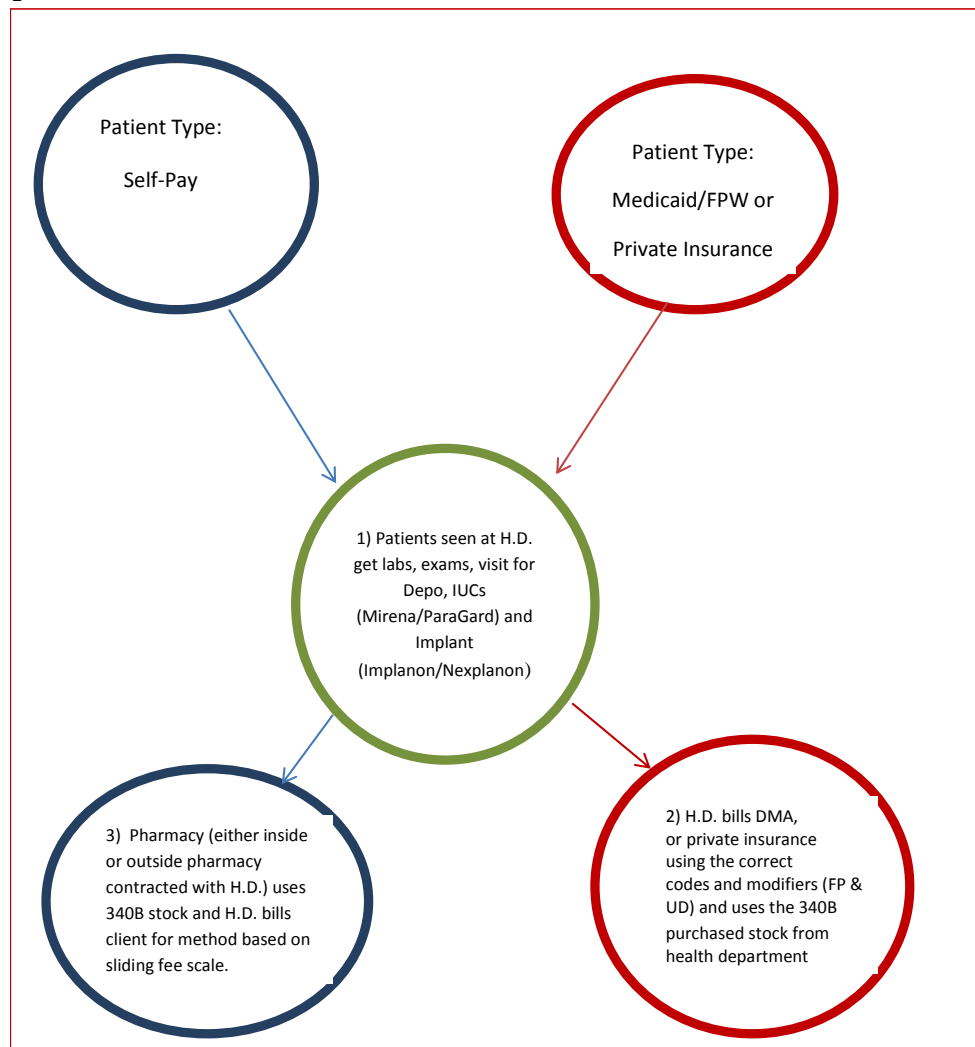 Patient Type:
Self-Pay
Patient Type:
Medicaid/FPW or
Private Insurance
1) Patients seen at H.D.
get labs, exams, visit for
Depo, IUCs
(Mirena/ParaGard) and
Implant
(Implanon/Nexplanon)
3) Pharmacy (either inside
or outside pharmacy
contracted with H.D.) uses
340B stock and H.D. bills
client for method based on
sliding fee scale.
2) H.D. bills DMA,
or private insurance
using the correct
codes and modifiers (FP &
UD) and uses the 340B
purchased stock from
health department